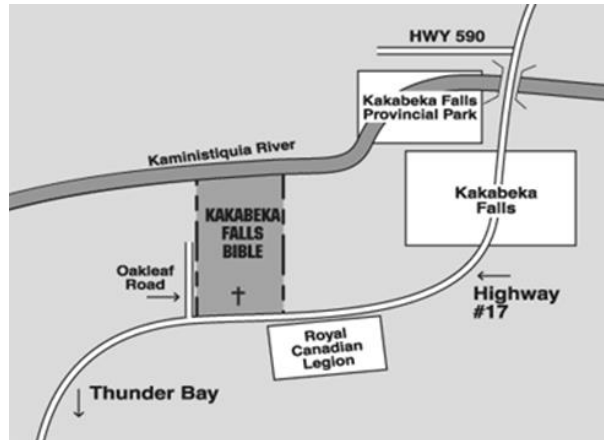 HWY 590
Kakabeka Falls
Provincial Park
Kaministiquia River
Kakabeka
Falls
KAKABEKA
FALLS
BIBLE
Oakleaf
Road
Highway
#17
Royal
Canadian
Legion
Thunder Bay